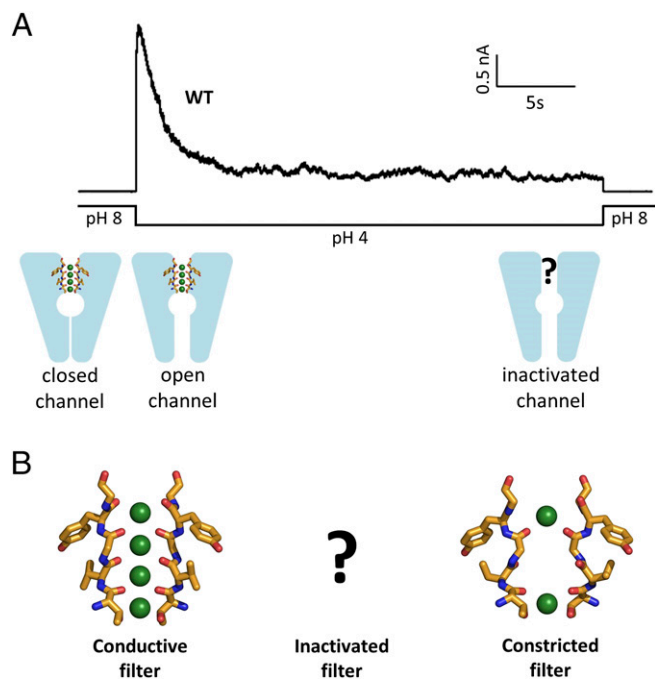 A
WT
0.5 nA
5s
pH 8
pH 4
pH 8
?
closed
channel
open
channel
inactivated
channel
B
?
Conductive
filter
Inactivated
filter
Constricted
filter